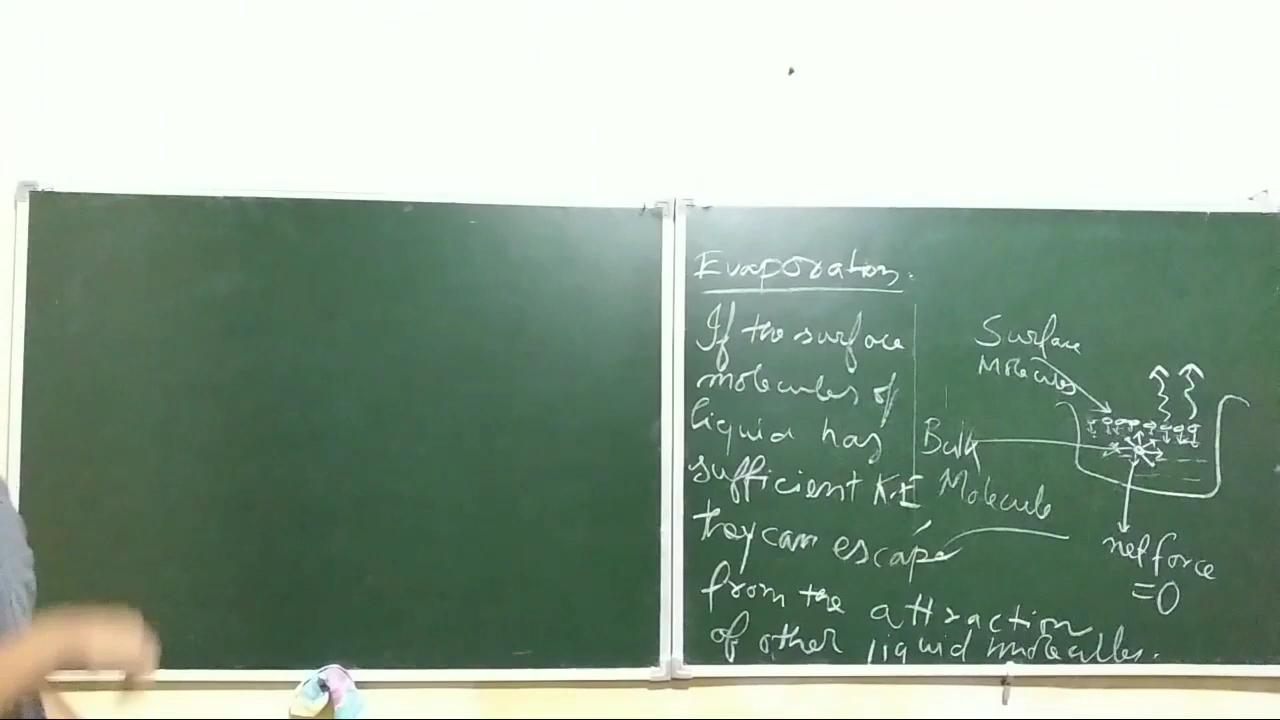 Evaporation.
If the surface
molecules of
liquid has
sufficient K.E
they can escape
from the attraction
of other liquid molecules.
Surface
Molecules
Bulk
Molecule
net force
=0